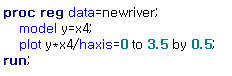 proc reg data=newriver;
model y=x4;
plot y*x4/haxis=0 to 3.5 by 0.5;
run;